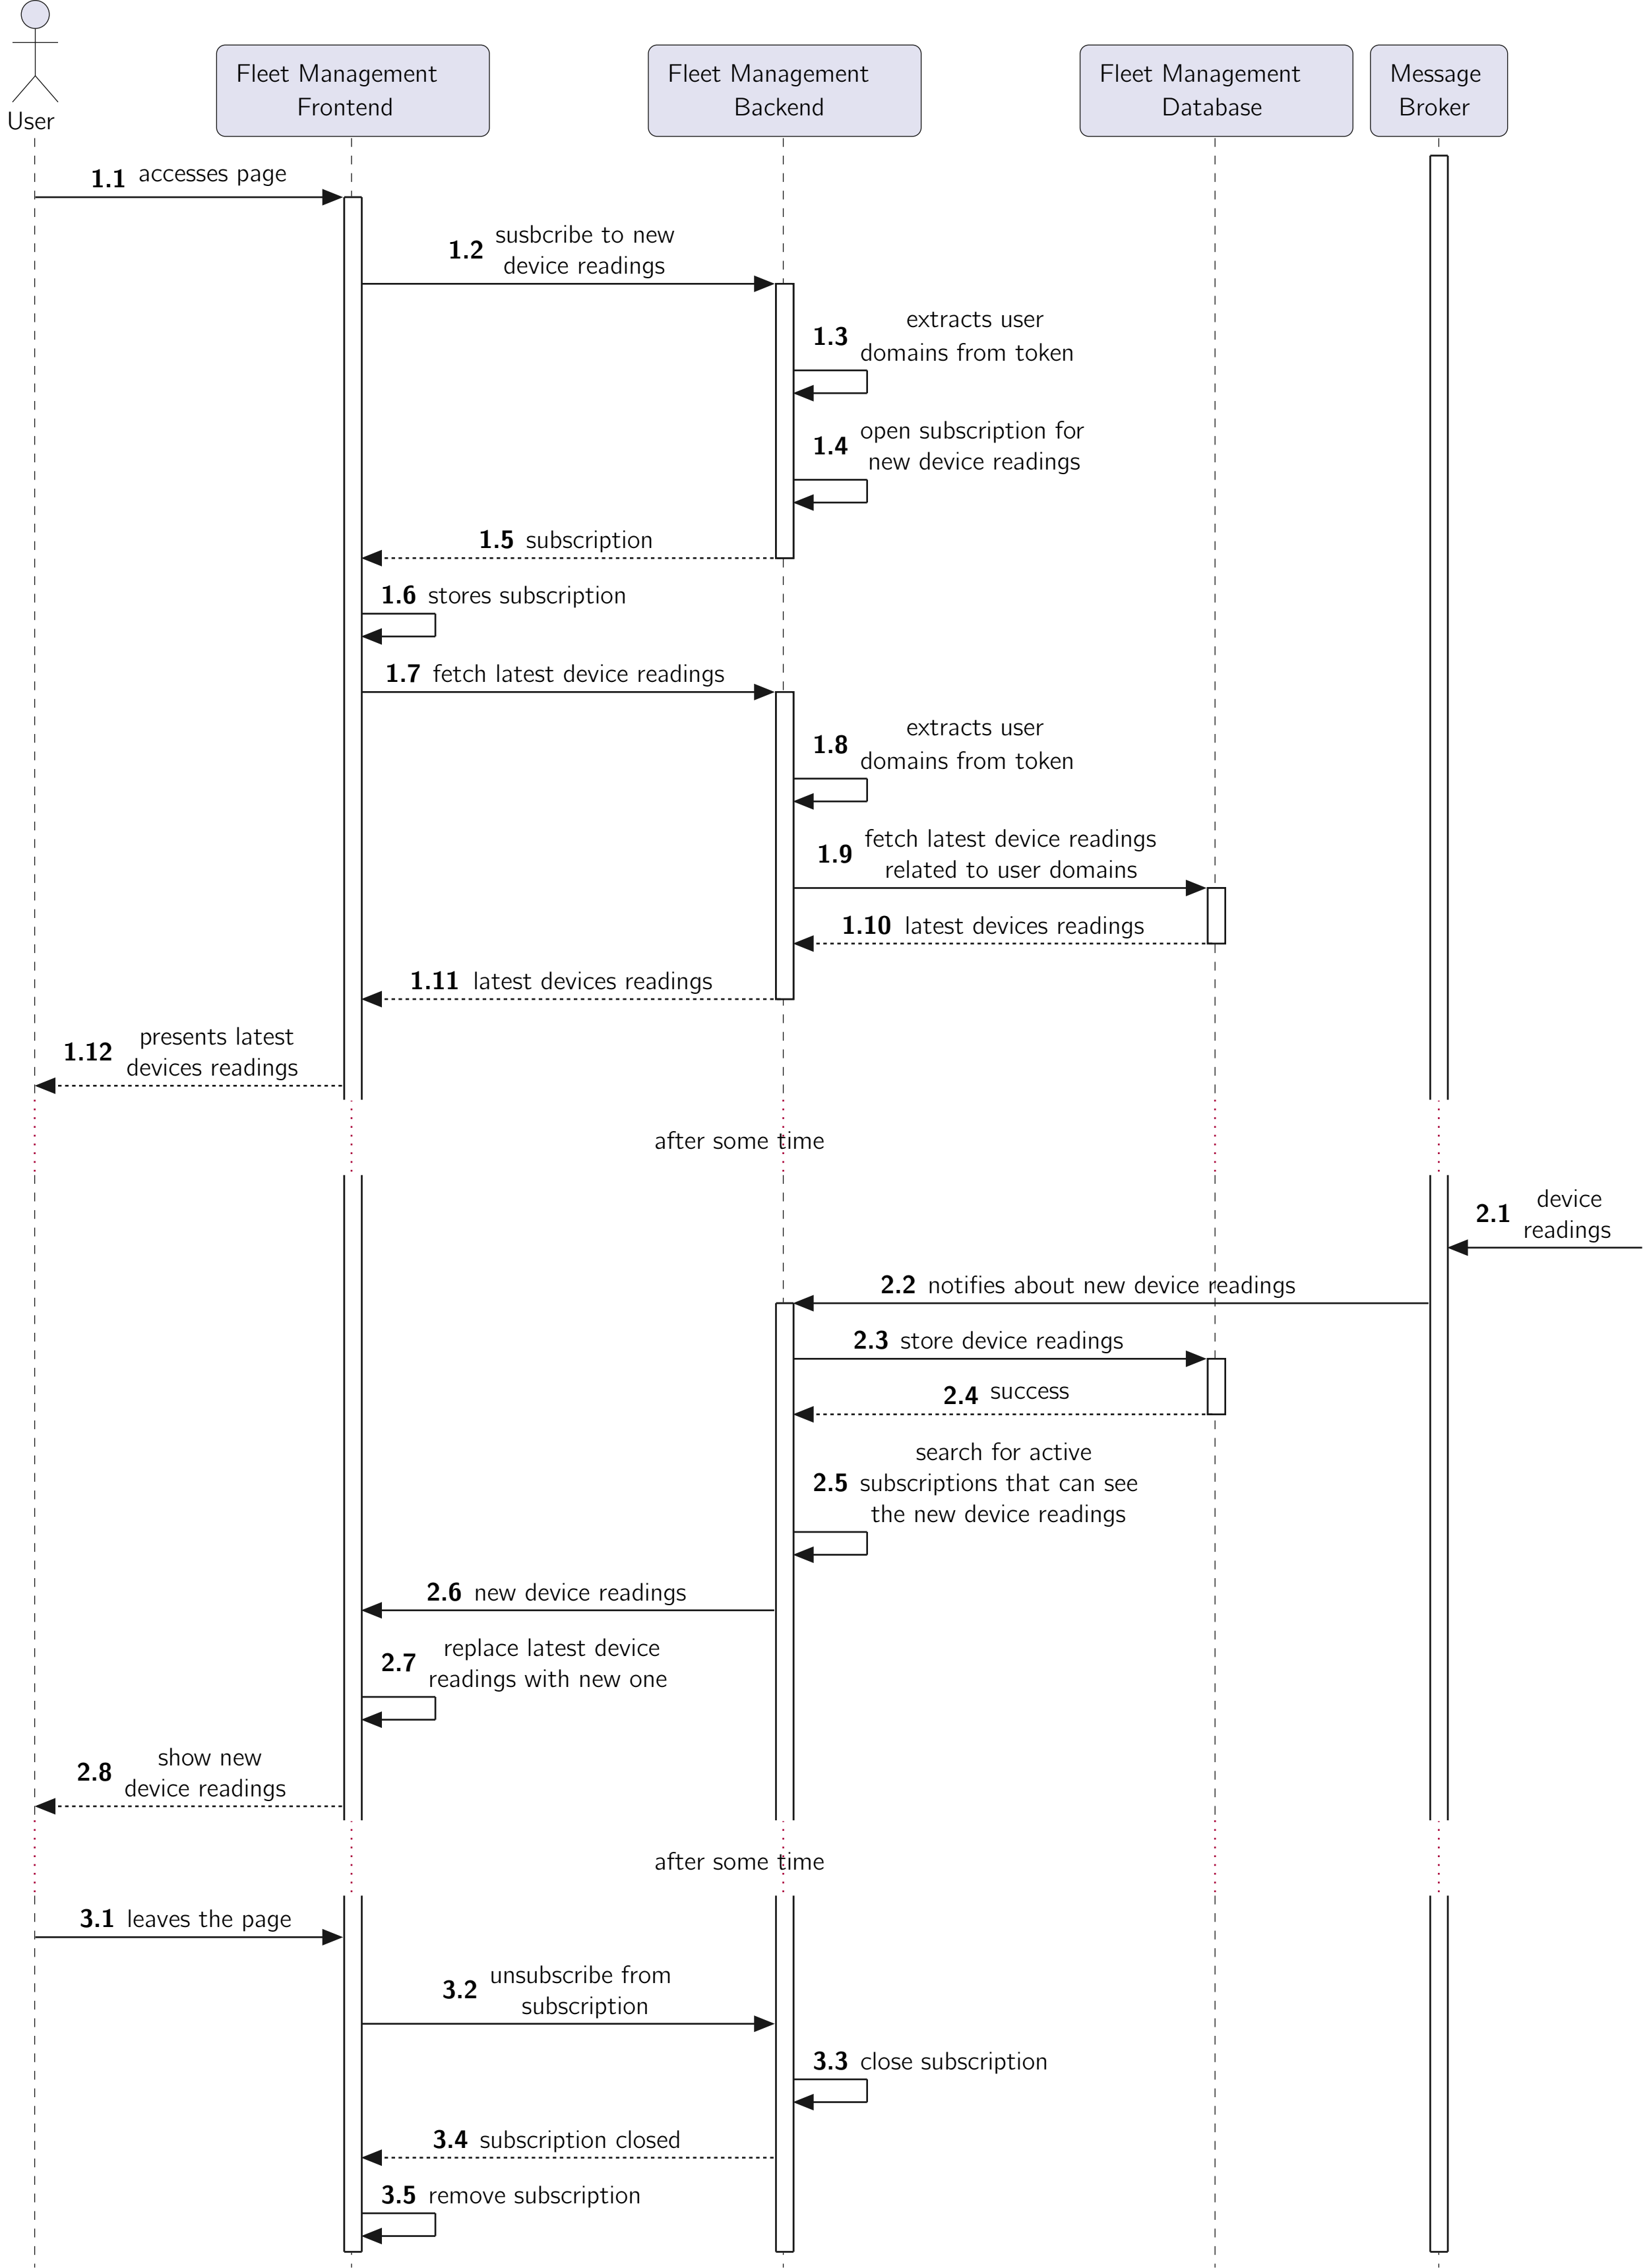 User
Fleet Management
Frontend
Fleet Management
Backend
Fleet Management
Database
Message
Broker
1.1 accesses page
1.2 susbcribe to new
device readings
1.3 extracts user
domains from token
1.4 open subscription for
new device readings
1.5 subscription
1.6 stores subscription
1.7 fetch latest device readings
1.8 extracts user
domains from token
1.9 fetch latest device readings
related to user domains
1.10 latest devices readings
1.11 latest devices readings
1.12 presents latest
devices readings
after some time
2.1 device
readings
2.2 notifies about new device readings
2.3 store device readings
2.4 success
2.5 search for active
subscriptions that can see
the new device readings
2.6 new device readings
2.7 replace latest device
readings with new one
2.8 show new
device readings
after some time
3.1 leaves the page
3.2 unsubscribe from
subscription
3.3 close subscription
3.4 subscription closed
3.5 remove subscription